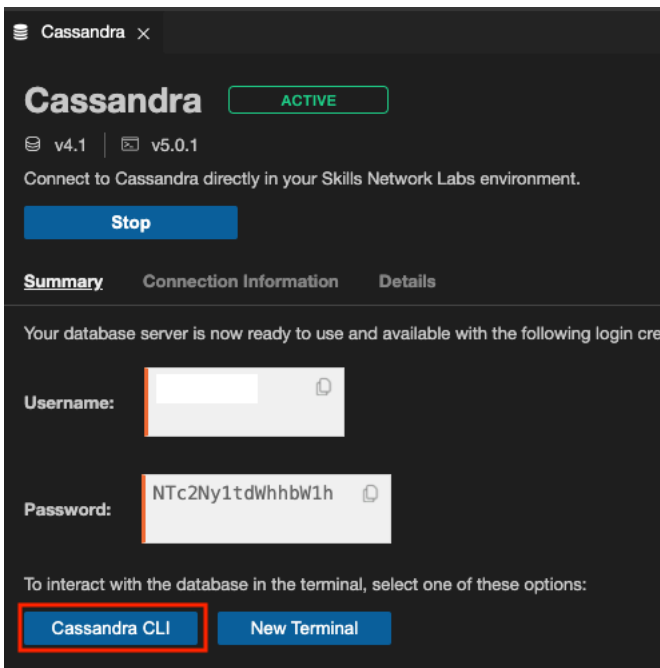 Cassandra
Cassandra ACTIVE
v4.1 v5.0.1
Connect to Cassandra directly in your Skills Network Labs environment.
Stop
Summary Connection Information Details
Your database server is now ready to use and available with the following login cre
Username:
NTc2Ny1tdWhhbW1h
Password:
To interact with the database in the terminal, select one of these options:
Cassandra CLI New Terminal